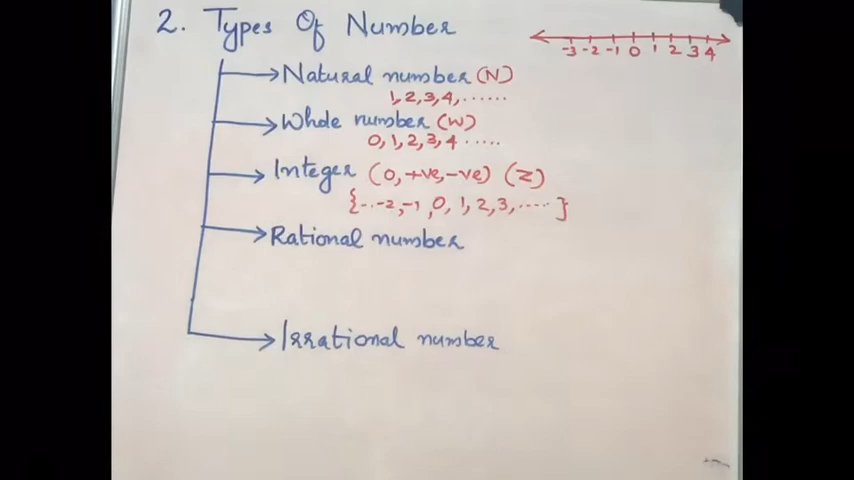 2. Types Of Number
-3 -2 -1 0 1 2 3 4
Natural number (N)
1, 2, 3, 4, ......
Whole number (W)
0, 1, 2, 3, 4 .....
Integer (0, +ve, -ve) (Z)
{... -2, -1, 0, 1, 2, 3, ..... }
Rational number
Irrational number